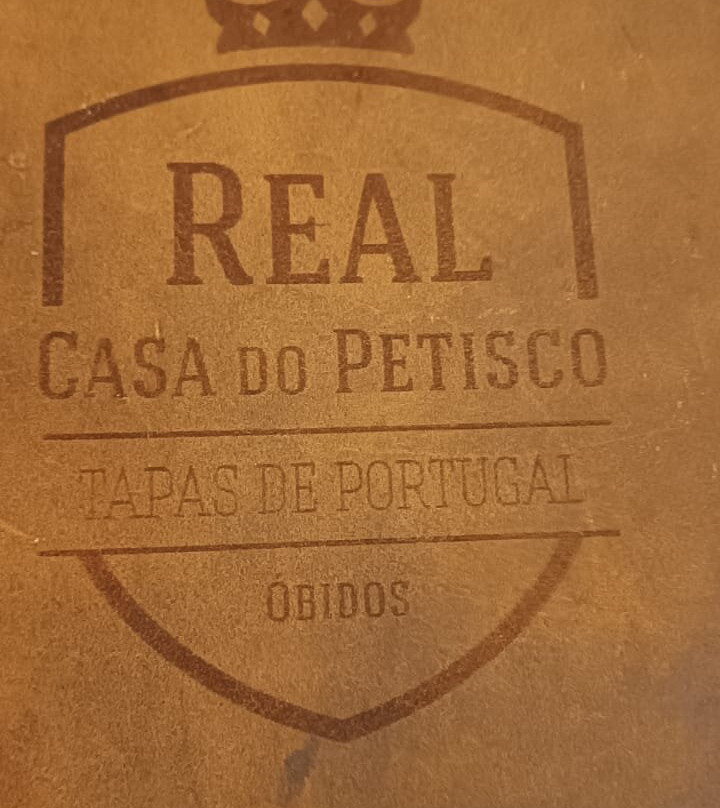 REAL
CASA DO PETISCO
TAPAS DE PORTUGAL
ÓBIDOS